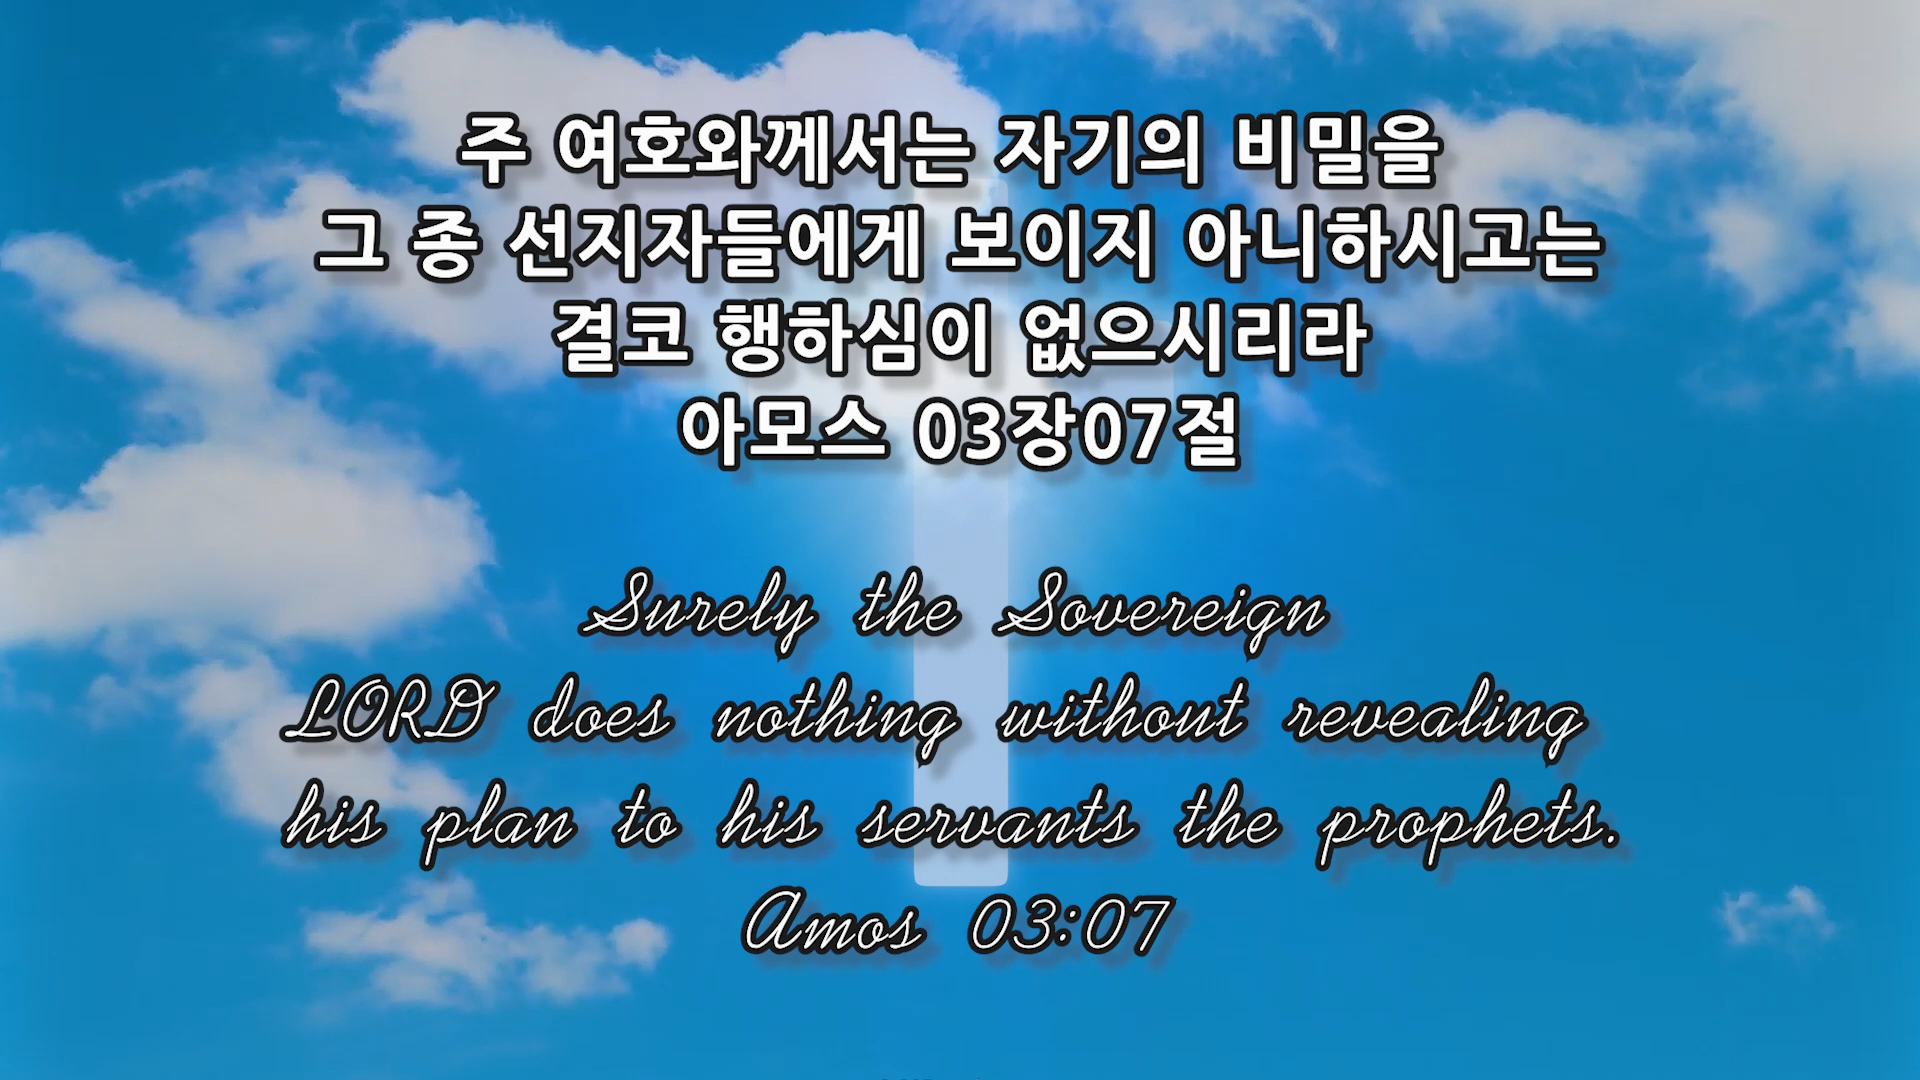 주 여호와께서는 자기의 비밀을
그 종 선지자들에게 보이지 아니하시고는
결코 행하심이 없으시리라
아모스 03장07절
Surely the Sovereign
LORD does nothing without revealing
his plan to his servants the prophets.
Amos 03:07